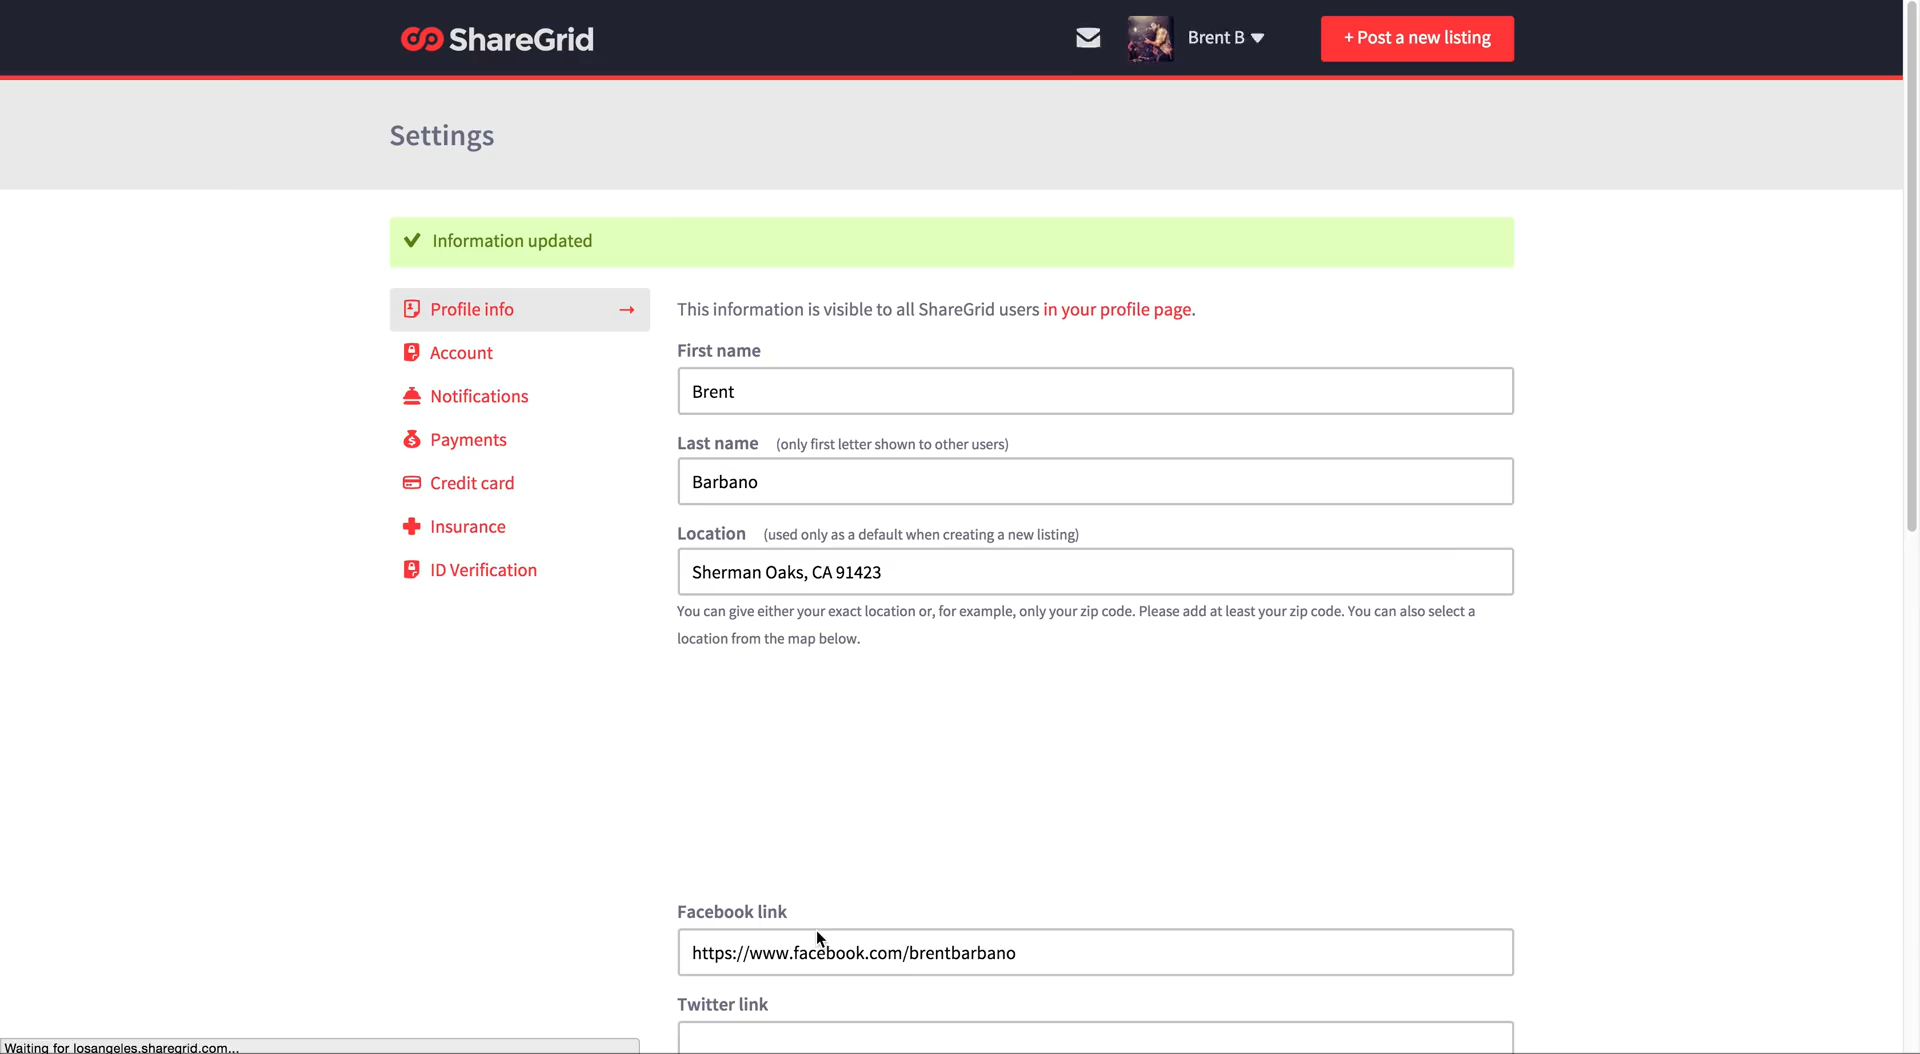 ShareGrid
Brent B
+ Post a new listing
Settings
Information updated
Profile info →
Account
Notifications
Payments
Credit card
Insurance
ID Verification
This information is visible to all ShareGrid users in your profile page.
First name
Brent
Last name (only first letter shown to other users)
Barbano
Location (used only as a default when creating a new listing)
Sherman Oaks, CA 91423
You can give either your exact location or, for example, only your zip code. Please add at least your zip code. You can also select a
location from the map below.
Facebook link
https://www.facebook.com/brentbarbano
Twitter link
Waiting for losangeles.sharegrid.com...